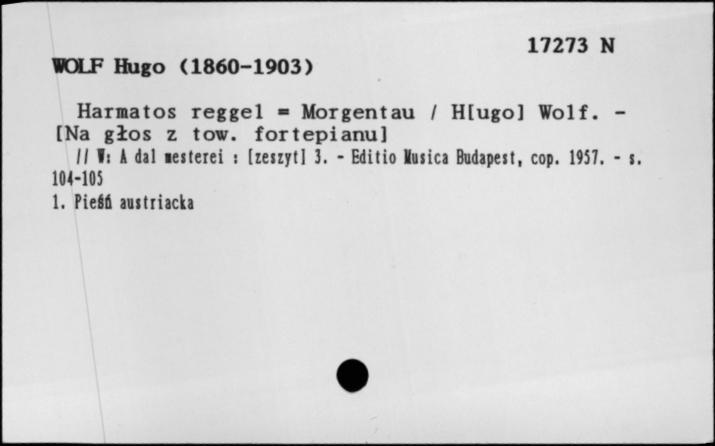 17273 N
WOLF Hugo (1860-1903)
Harmatos reggel = Morgentau / H[ugo] Wolf. -
[Na głos z tow. fortepianu]
// W: A dal mesterei : [zeszyt] 3. - Editio Musica Budapest, cop. 1957. - s.
104-105
1. Pieśń austriacka